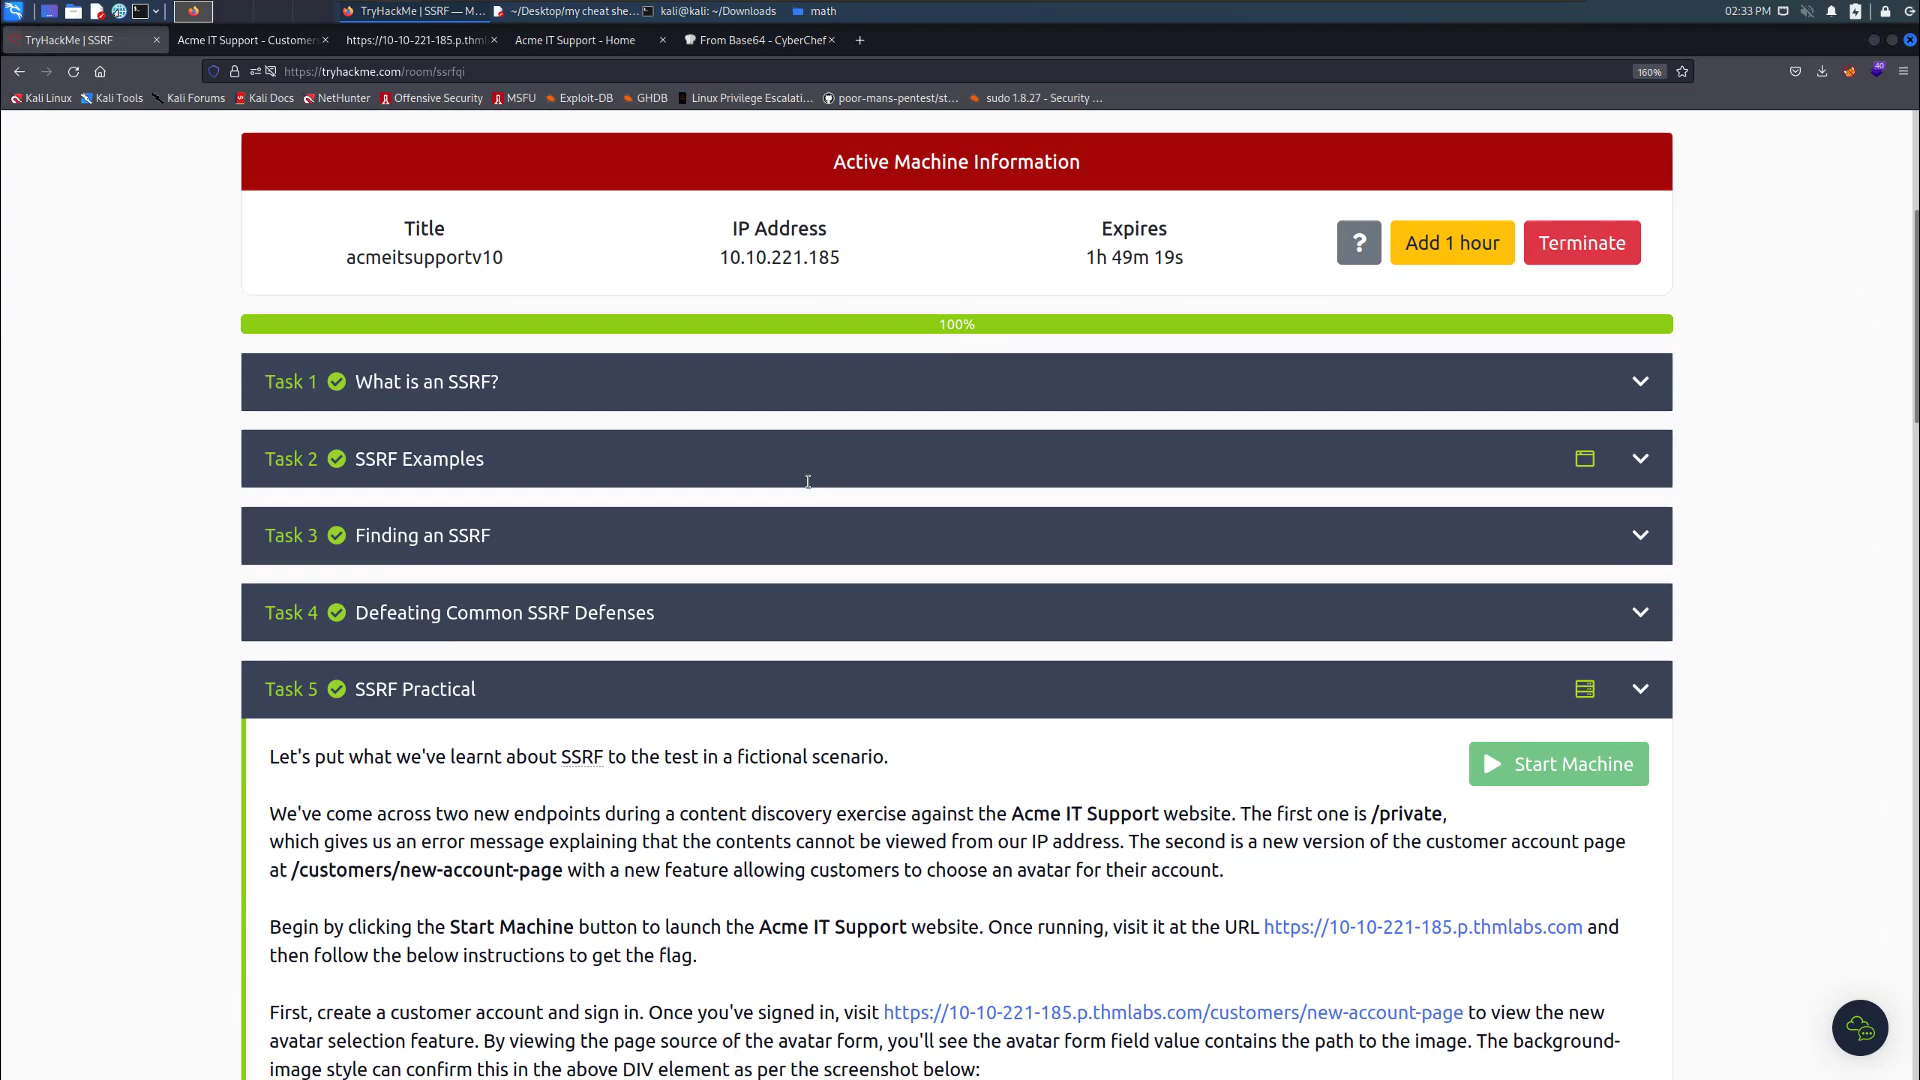 TryHackMe | SSRF — M...
~/Desktop/my cheat she...
kali@kali: ~/Downloads
math
02:33 PM
TryHackMe | SSRF
Acme IT Support - Customers
https://10-10-221-185.p.thml
Acme IT Support - Home
From Base64 - CyberChef
https://tryhackme.com/room/ssrfqi
160%
40
Kali Linux
Kali Tools
Kali Forums
Kali Docs
NetHunter
Offensive Security
MSFU
Exploit-DB
GHDB
Linux Privilege Escalati...
poor-mans-pentest/st...
sudo 1.8.27 - Security ...
Active Machine Information
Title
IP Address
Expires
acmeitsupportv10
10.10.221.185
1h 49m 19s
?
Add 1 hour
Terminate
100%
Task 1 What is an SSRF?
Task 2 SSRF Examples
Task 3 Finding an SSRF
Task 4 Defeating Common SSRF Defenses
Task 5 SSRF Practical
Let's put what we've learnt about SSRF to the test in a fictional scenario.
Start Machine
We've come across two new endpoints during a content discovery exercise against the Acme IT Support website. The first one is /private,
which gives us an error message explaining that the contents cannot be viewed from our IP address. The second is a new version of the customer account page
at /customers/new-account-page with a new feature allowing customers to choose an avatar for their account.
Begin by clicking the Start Machine button to launch the Acme IT Support website. Once running, visit it at the URL https://10-10-221-185.p.thmlabs.com and
then follow the below instructions to get the flag.
First, create a customer account and sign in. Once you've signed in, visit https://10-10-221-185.p.thmlabs.com/customers/new-account-page to view the new
avatar selection feature. By viewing the page source of the avatar form, you'll see the avatar form field value contains the path to the image. The background-
image style can confirm this in the above DIV element as per the screenshot below: